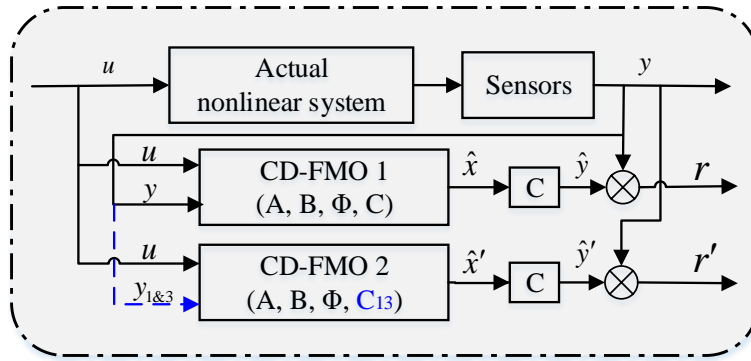 u
Actual
nonlinear system
Sensors
y
u
y
CD-FMO 1
(A, B, Φ, C)
x̂
C
ŷ
r
u
y₁&₃
CD-FMO 2
(A, B, Φ, C₁₃)
x̂′
C
ŷ′
r′